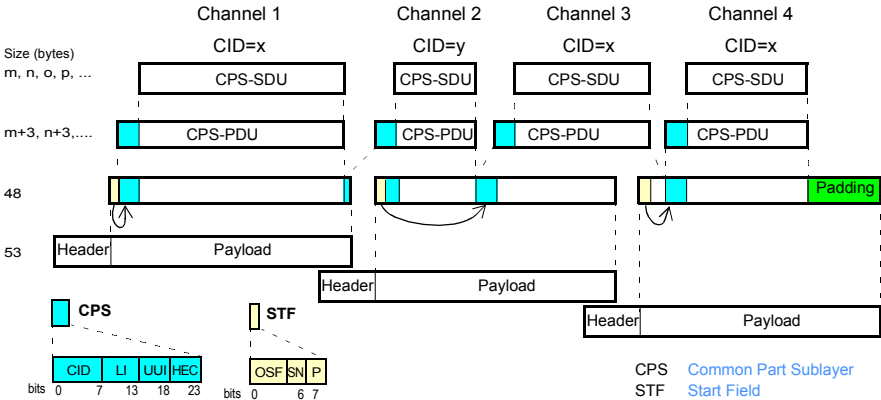 Channel 1 Channel 2 Channel 3 Channel 4
CID=x CID=y CID=x CID=x
Size (bytes)
m, n, o, p, ... CPS-SDU CPS-SDU CPS-SDU CPS-SDU
m+3, n+3,.... CPS-PDU CPS-PDU CPS-PDU CPS-PDU
48 Padding
53 Header Payload
Header Payload
Header Payload
CPS STF
CID LI UUI HEC OSF SN P
bits 0 7 13 18 23 bits 0 6 7
CPS Common Part Sublayer
STF Start Field